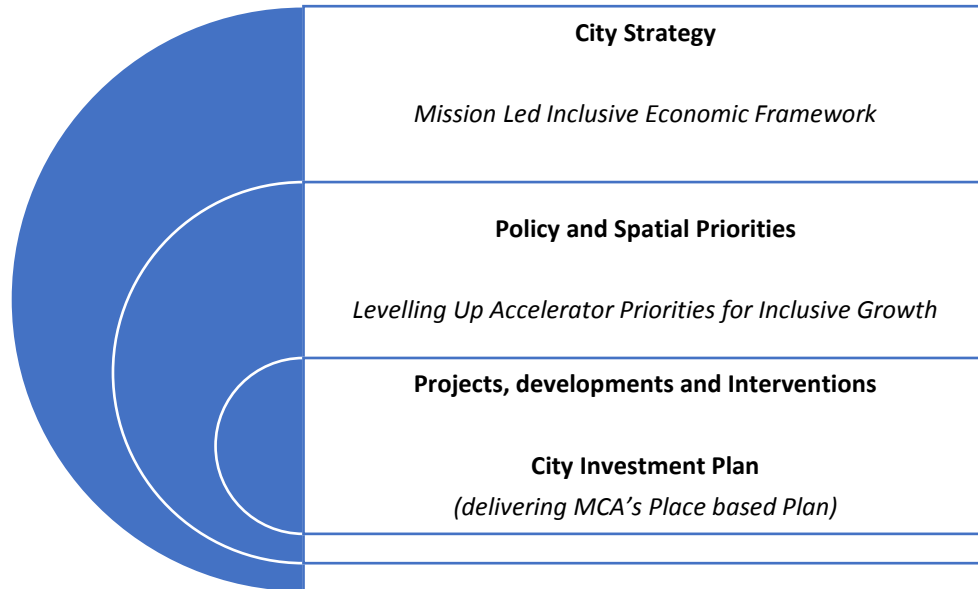 City Strategy
Mission Led Inclusive Economic Framework
Policy and Spatial Priorities
Levelling Up Accelerator Priorities for Inclusive Growth
Projects, developments and Interventions
City Investment Plan
(delivering MCA's Place based Plan)